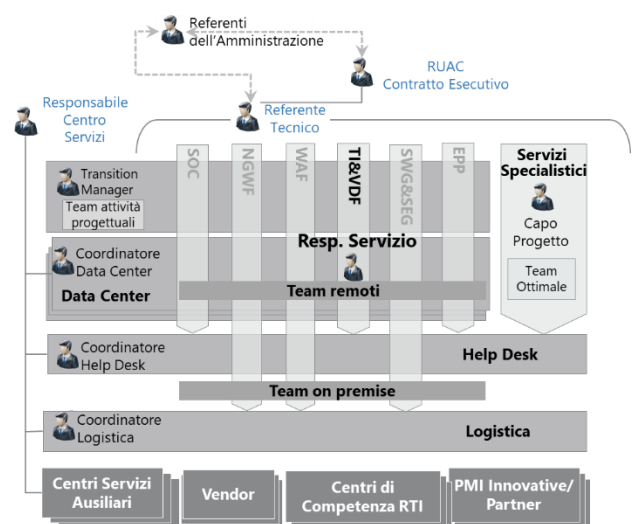 Referenti
dell'Amministrazione
RUAC
Contratto Esecutivo
Responsabile
Centro
Servizi
Referente
Tecnico
SOC
NGWF
WAF
TI&VDF
SWG&SEG
EPP
Servizi
Specialistici
Transition
Manager
Team attività
progettuali
Capo
Progetto
Team
Ottimale
Resp. Servizio
Coordinatore
Data Center
Data Center
Team remoti
Coordinatore
Help Desk
Help Desk
Team on premise
Coordinatore
Logistica
Logistica
Centri Servizi
Ausiliari
Vendor
Centri di
Competenza RTI
PMI Innovative/
Partner